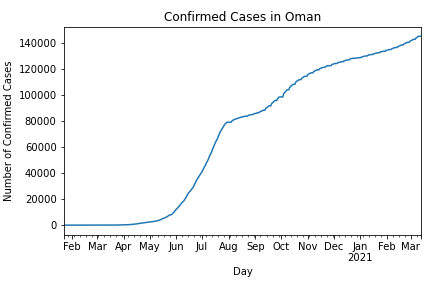 Confirmed Cases in Oman
Number of Confirmed Cases
140000
120000
100000
80000
60000
40000
20000
0
Feb Mar Apr May Jun Jul Aug Sep Oct Nov Dec Jan Feb Mar
2021
Day